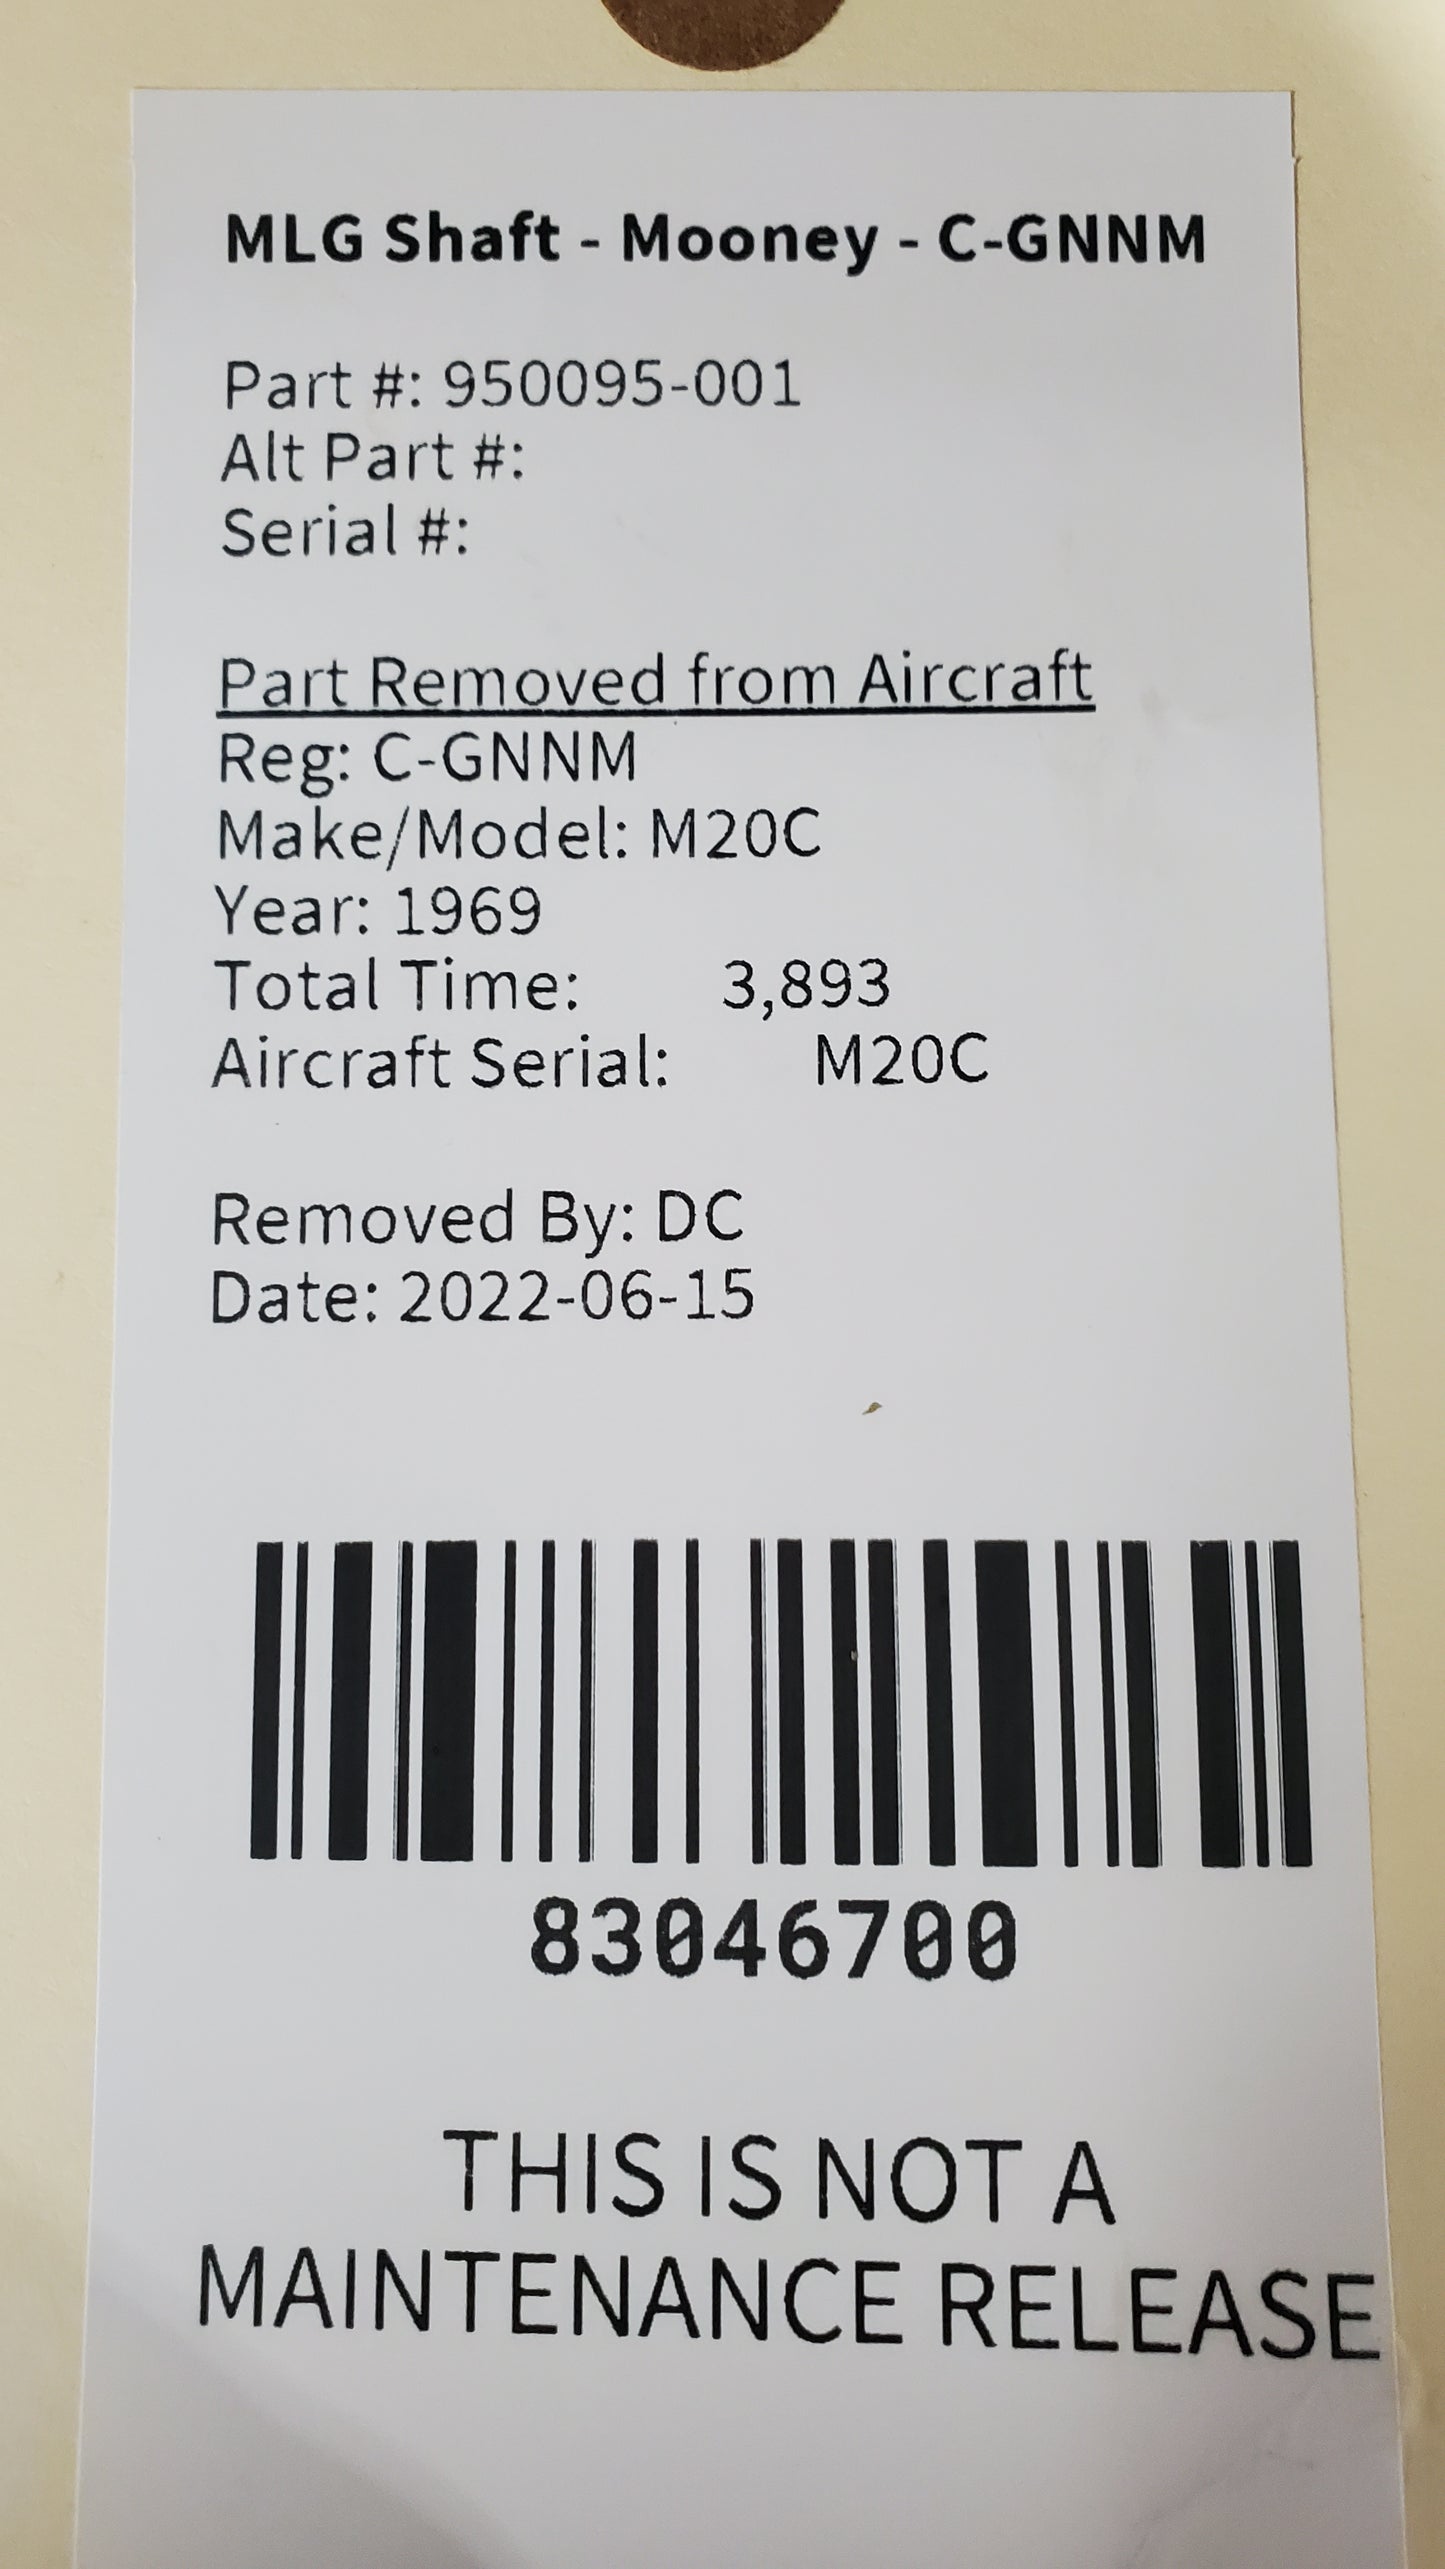 MLG Shaft - Mooney - C-GNNM
Part #: 950095-001
Alt Part #:
Serial #:
Part Removed from Aircraft
Reg: C-GNNM
Make/Model: M20C
Year: 1969
Total Time: 3,893
Aircraft Serial: M20C
Removed By: DC
Date: 2022-06-15
83046700
THIS IS NOT A
MAINTENANCE RELEASE